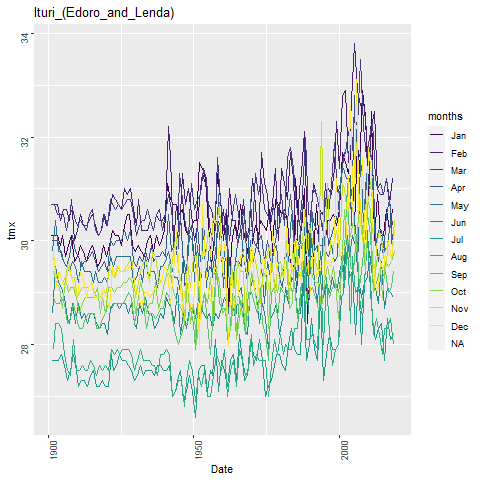 Ituri_(Edoro_and_Lenda)
34
32
30
28
tmx
1900
1950
2000
Date
months
Jan
Feb
Mar
Apr
May
Jun
Jul
Aug
Sep
Oct
Nov
Dec
NA